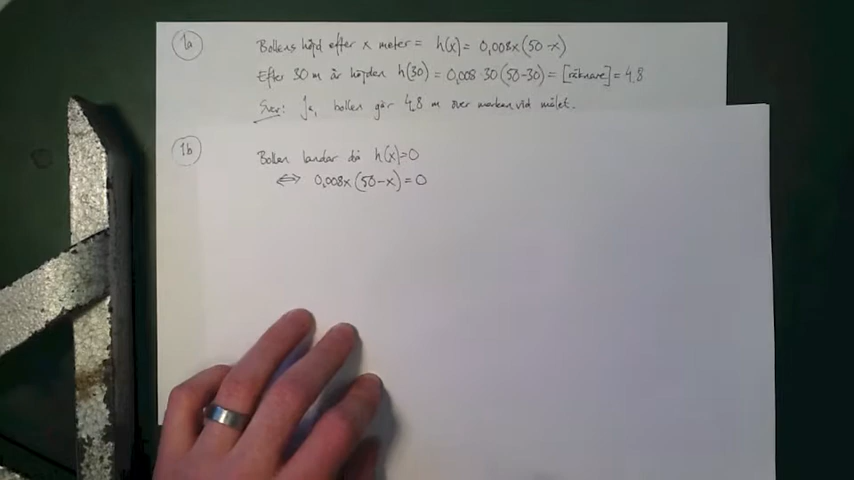 1a
Bollens höjd efter x meter = h(x) = 0,008x(50-x)
Efter 30 m är höjden h(30) = 0,008·30(50-30) = [räknare] = 4,8
Svar: Ja, bollen går 4,8 m över marken vid målet.
1b
Bollen landar då h(x)=0
⇔ 0,008x(50-x)=0